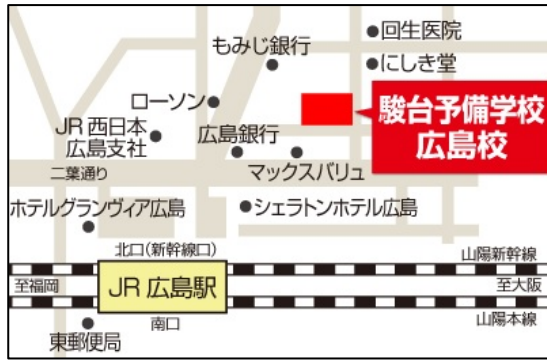 回生医院
もみじ銀行
にしき堂
ローソン
駿台予備学校
広島校
JR西日本
広島支社
広島銀行
マックスバリュ
二葉通り
ホテルグランヴィア広島
シェラトンホテル広島
北口(新幹線口)
山陽新幹線
至福岡
JR広島駅
至大阪
南口
山陽本線
東郵便局